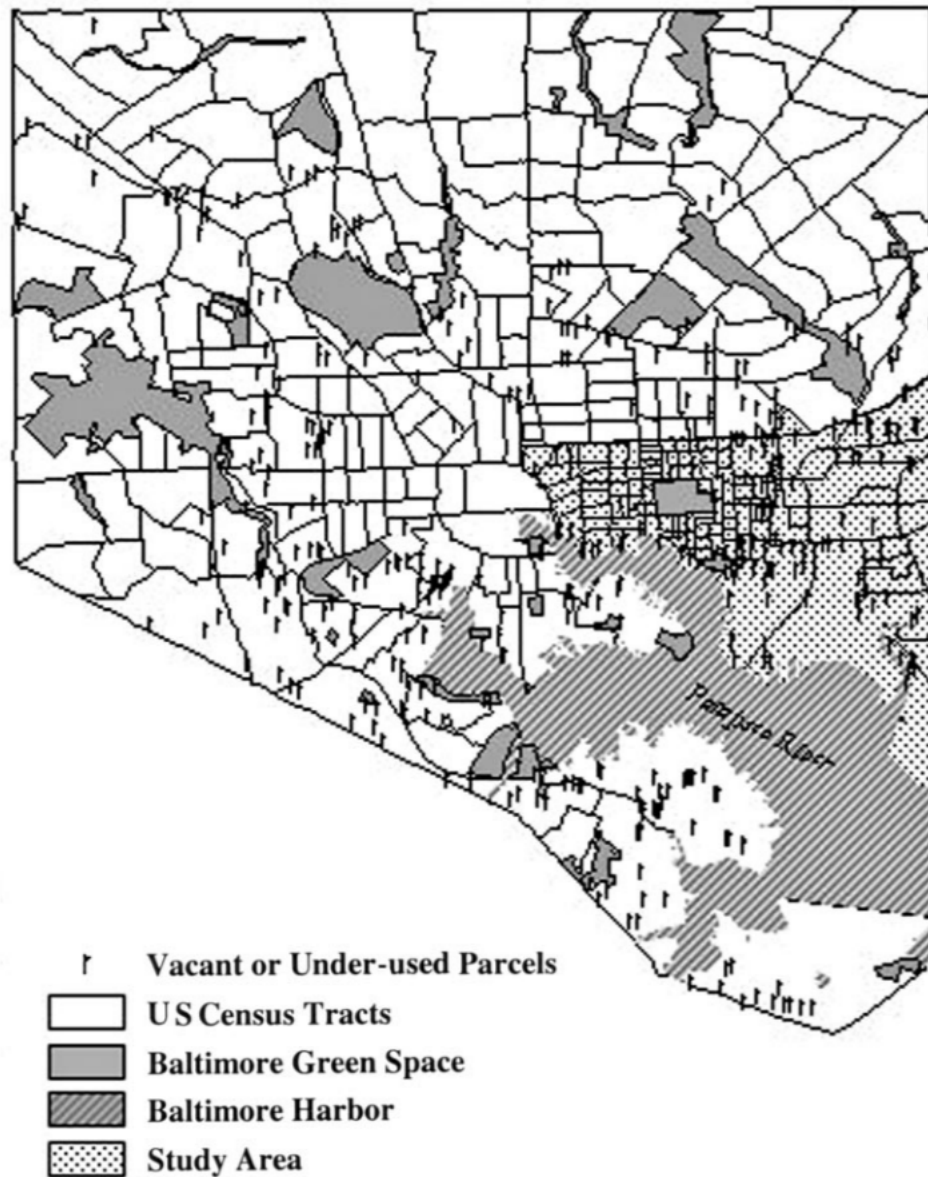 Patapsco River
Vacant or Under-used Parcels
US Census Tracts
Baltimore Green Space
Baltimore Harbor
Study Area